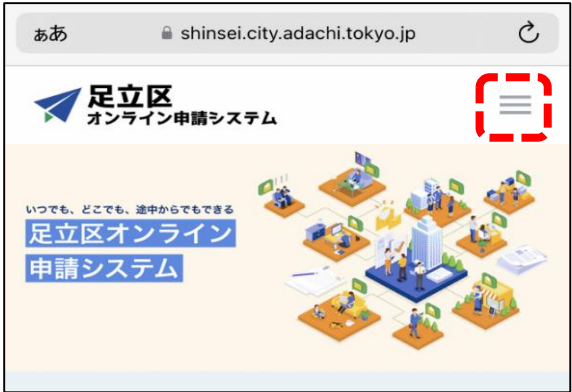 ぁあ shinsei.city.adachi.tokyo.jp
足立区
オンライン申請システム
いつでも、どこでも、途中からでもできる
足立区オンライン
申請システム